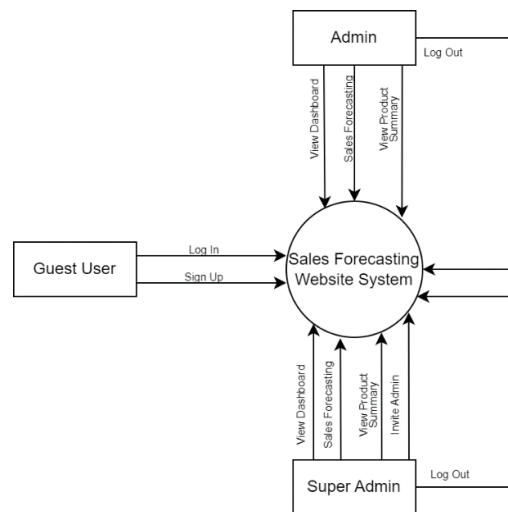 Admin
Log Out
View Dashboard
Sales Forecasting
View Product
Summary
Log In
Guest User
Sign Up
Sales Forecasting
Website System
View Dashboard
Sales Forecasting
View Product
Summary
Invite Admin
Super Admin
Log Out